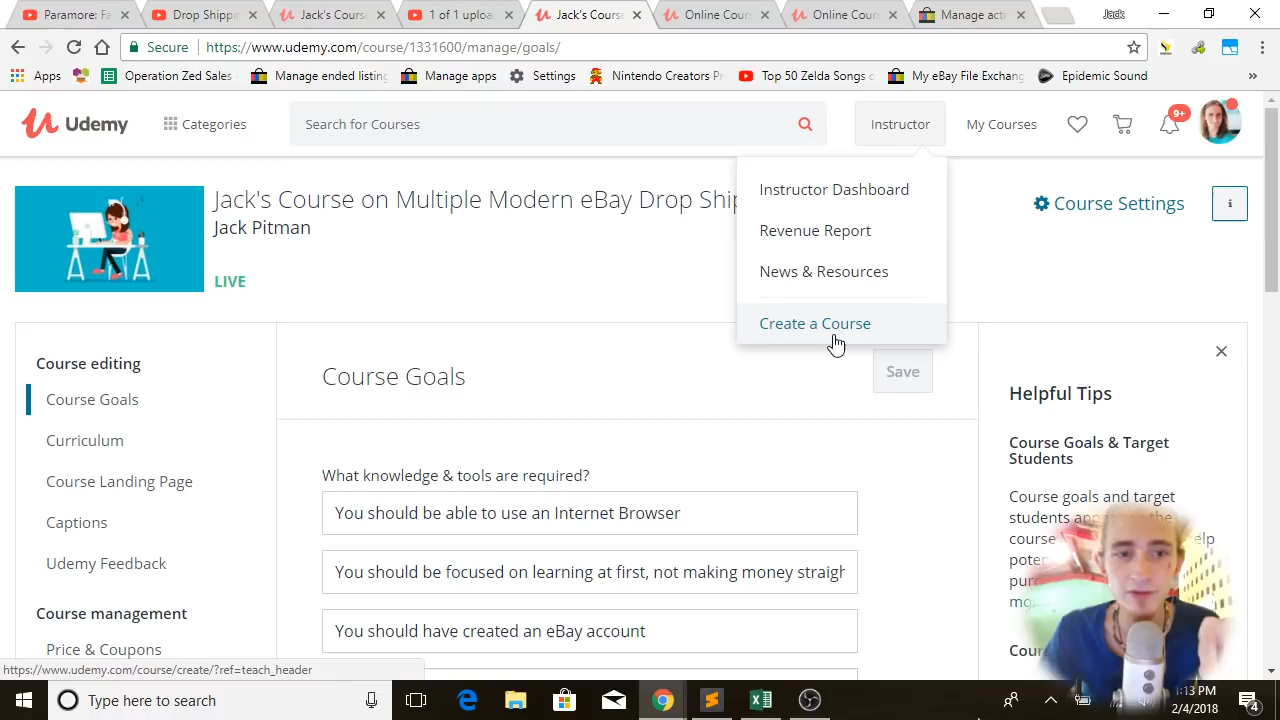 Paramore: Fa
Drop Shippi
Jack's Cours
1 of 1 uploa
Jack's Cours
Online Cour
Online Cour
Manage acti
Jack
Secure
https://www.udemy.com/course/1331600/manage/goals/
Apps
Operation Zed Sales
Manage ended listing
Manage apps
Settings
Nintendo Creators P
Top 50 Zelda Songs o
My eBay File Exchang
Epidemic Sound
»
Udemy
Categories
Search for Courses
Instructor
My Courses
9+
Instructor Dashboard
Revenue Report
News & Resources
Create a Course
Jack's Course on Multiple Modern eBay Drop Ship
Jack Pitman
LIVE
Course Settings
i
Course editing
Course Goals
Curriculum
Course Landing Page
Captions
Udemy Feedback
Course management
Price & Coupons
Course Goals
Save
What knowledge & tools are required?
You should be able to use an Internet Browser
You should be focused on learning at first, not making money straigh
You should have created an eBay account
Helpful Tips
Course Goals & Target
Students
Course goals and target
students
the
course
poten
pur
mo
Cour
https://www.udemy.com/course/create/?ref=teach_header
Type here to search
1:13 PM
2/4/2018
4